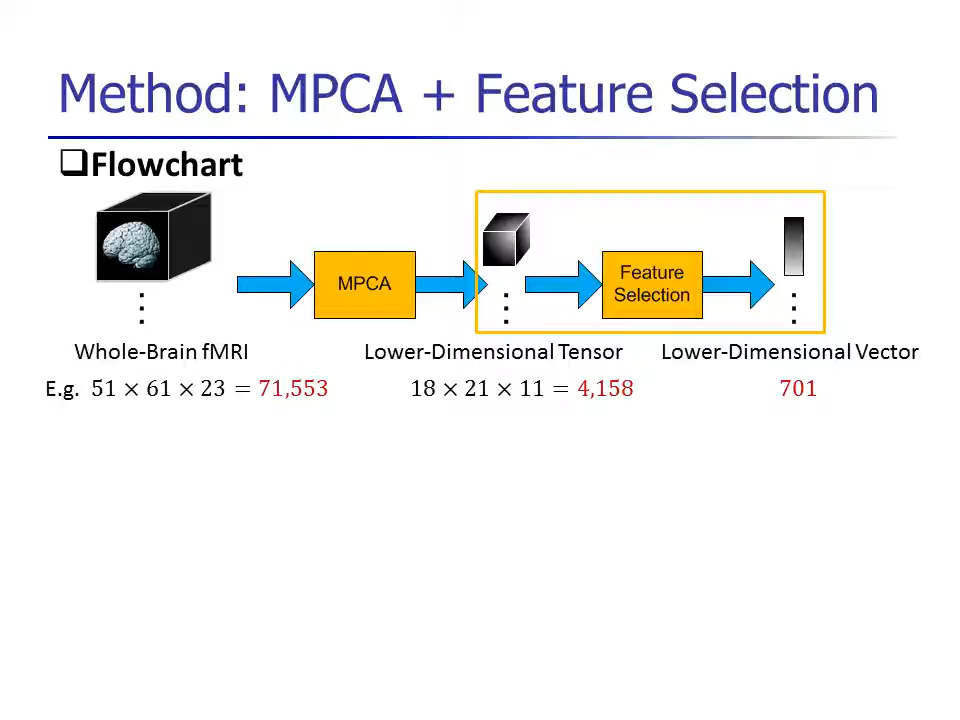 Method: MPCA + Feature Selection
❑Flowchart
MPCA
Feature
Selection
⋮ ⋮ ⋮
Whole-Brain fMRI Lower-Dimensional Tensor Lower-Dimensional Vector
E.g. 51 × 61 × 23 = 71,553 18 × 21 × 11 = 4,158 701